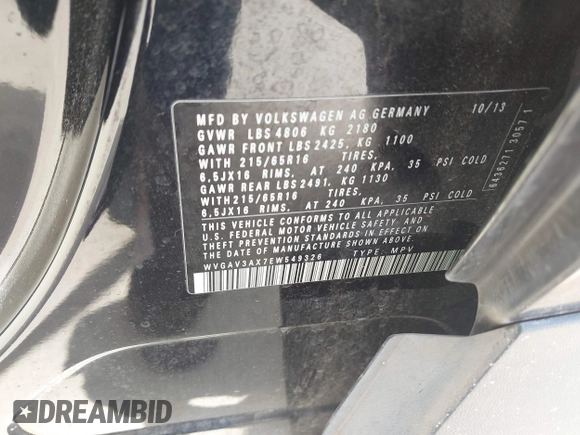 MFD BY VOLKSWAGEN AG GERMANY 10/13
GVWR LBS 4806 KG 2180
GAWR FRONT LBS 2425, KG 1100
WITH 215/65R16 TIRES,
6,5JX16 RIMS, AT 240 KPA, 35 PSI COLD
GAWR REAR LBS 2491, KG 1130
WITH 215/65R16 TIRES,
6,5JX16 RIMS, AT 240 KPA, 35 PSI COLD
THIS VEHICLE CONFORMS TO ALL APPLICABLE
U.S. FEDERAL MOTOR VEHICLE SAFETY AND
THEFT PREVENTION STANDARDS IN EFFECT ON
THE DATE OF MANUFACTURE SHOWN ABOVE.
WVGAV3AX7EW549326 TYPE: MPV
6436271 3057 1
DREAMBID